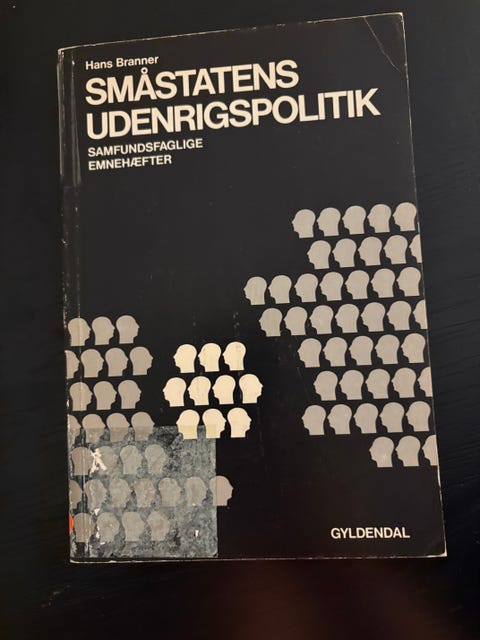 Hans Branner
SMÅSTATENS
UDENRIGSPOLITIK
SAMFUNDSFAGLIGE
EMNEHÆFTER
GYLDENDAL